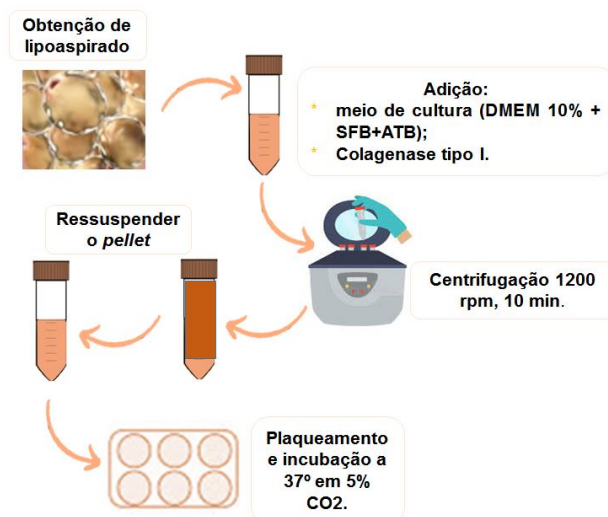 Obtenção de
lipoaspirado
Adição:
* meio de cultura (DMEM 10% +
SFB+ATB);
* Colagenase tipo I.
Ressuspender
o pellet
Centrifugação 1200
rpm, 10 min.
Plaqueamento
e incubação a
37º em 5%
CO2.